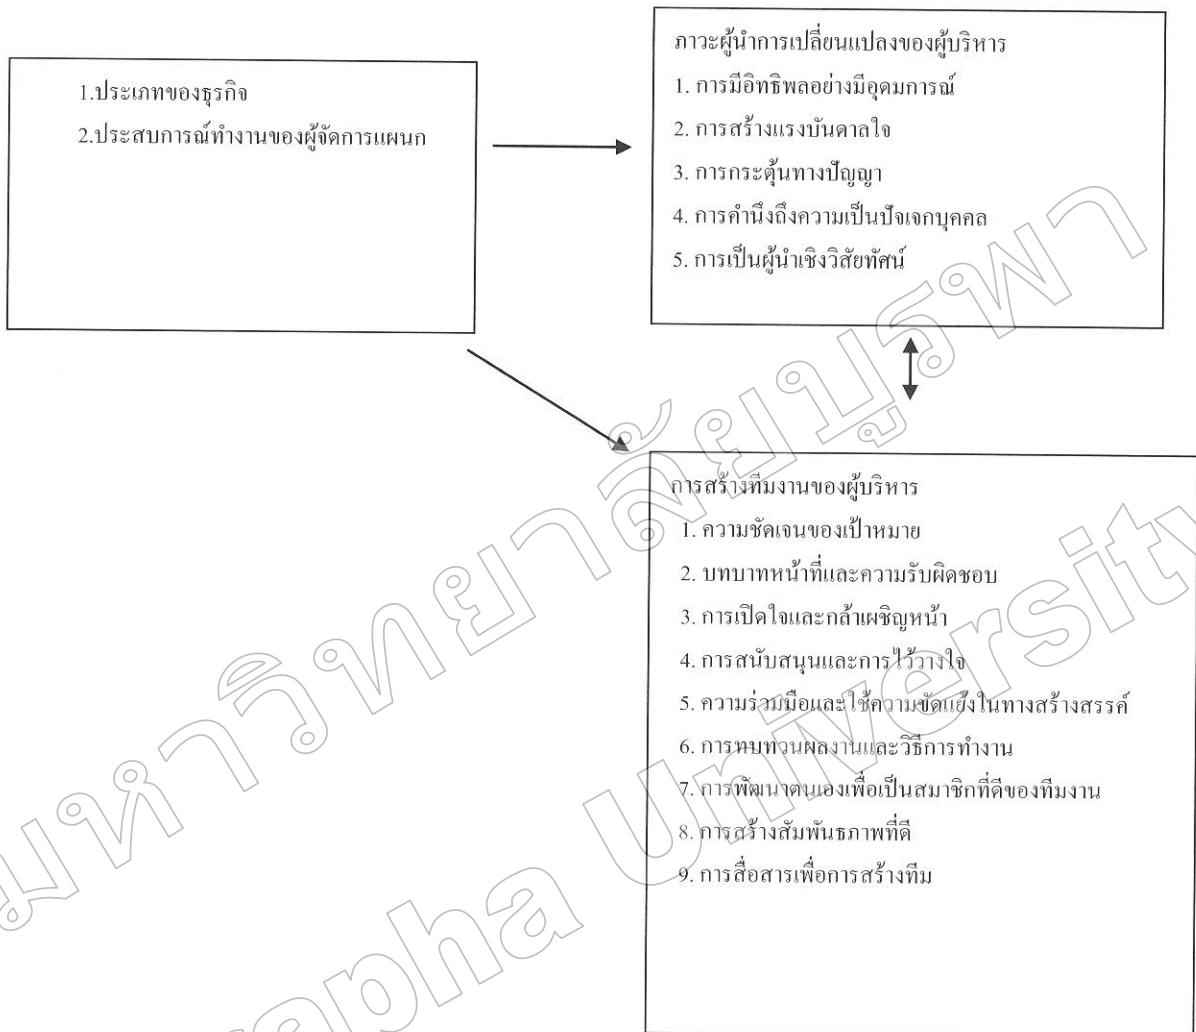 1.ประเภทของธุรกิจ
2.ประสบการณ์ทำงานของผู้จัดการแผนก
ภาวะผู้นำการเปลี่ยนแปลงของผู้บริหาร
1. การมีอิทธิพลอย่างมีอุดมการณ์
2. การสร้างแรงบันดาลใจ
3. การกระตุ้นทางปัญญา
4. การคำนึงถึงความเป็นปัจเจกบุคคล
5. การเป็นผู้นำเชิงวิสัยทัศน์
การสร้างทีมงานของผู้บริหาร
1. ความชัดเจนของเป้าหมาย
2. บทบาทหน้าที่และความรับผิดชอบ
3. การเปิดใจและกล้าเผชิญหน้า
4. การสนับสนุนและการไว้วางใจ
5. ความร่วมมือและใช้ความขัดแย้งในทางสร้างสรรค์
6. การทบทวนผลงานและวิธีการทำงาน
7. การพัฒนาตนเองเพื่อเป็นสมาชิกที่ดีของทีมงาน
8. การสร้างสัมพันธภาพที่ดี
9. การสื่อสารเพื่อการสร้างทีม
มหาวิทยาลัยบูรพา
rapha University